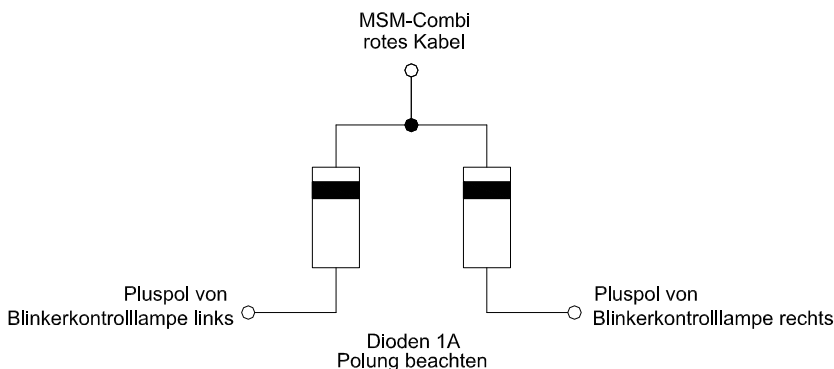 MSM-Combi
rotes Kabel
Pluspol von
Blinkerkontrolllampe links
Pluspol von
Blinkerkontrolllampe rechts
Dioden 1A
Polung beachten